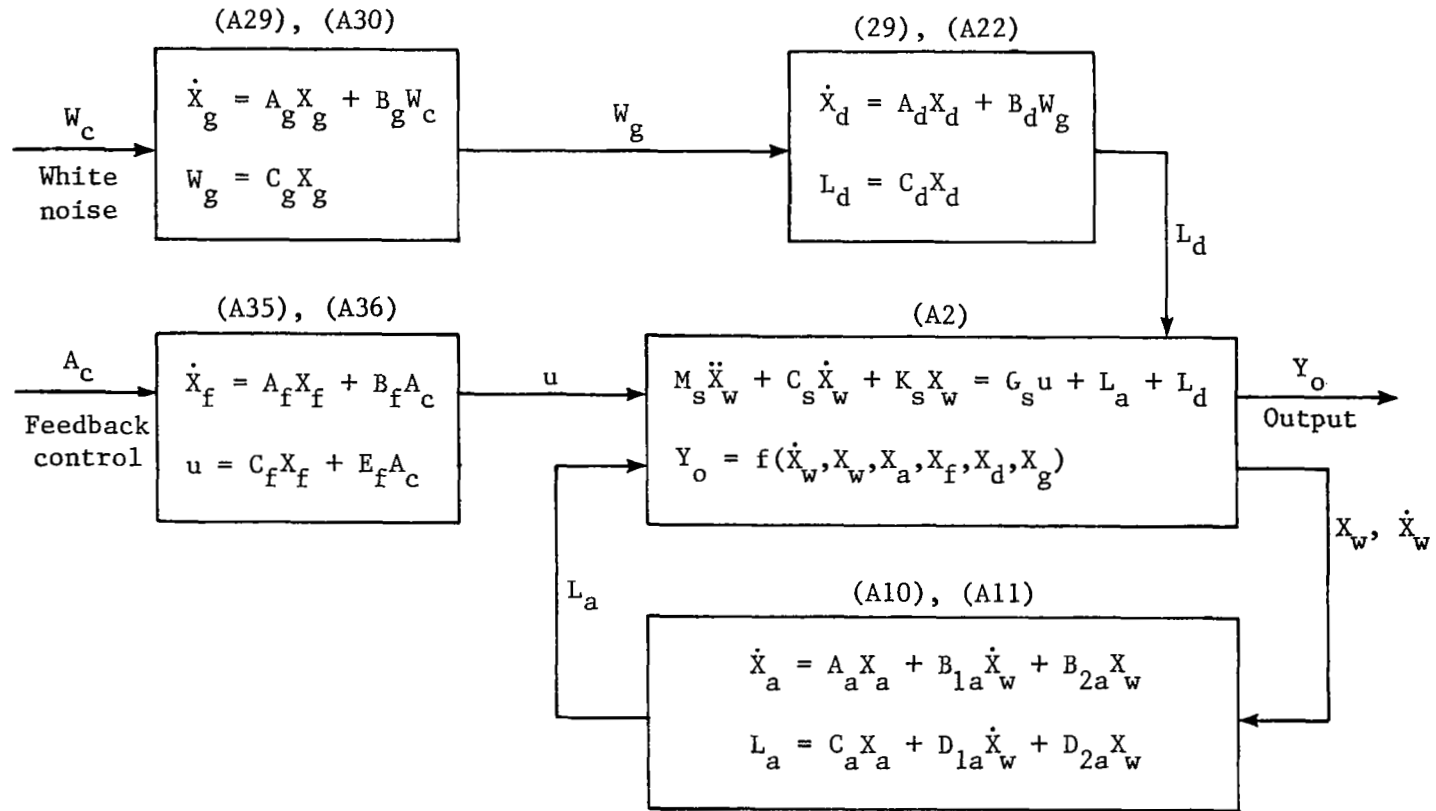 (A29), (A30)
Ẋ_g = A_g X_g + B_g W_c
W_g = C_g X_g
W_c
White
noise
W_g
(29), (A22)
Ẋ_d = A_d X_d + B_d W_g
L_d = C_d X_d
L_d
(A35), (A36)
Ẋ_f = A_f X_f + B_f A_c
u = C_f X_f + E_f A_c
A_c
Feedback
control
u
(A2)
M_s Ẍ_w + C_s Ẋ_w + K_s X_w = G_s u + L_a + L_d
Y_o = f(Ẋ_w,X_w,X_a,X_f,X_d,X_g)
Y_o
Output
X_w, Ẋ_w
L_a
(A10), (A11)
Ẋ_a = A_a X_a + B_1a Ẋ_w + B_2a X_w
L_a = C_a X_a + D_1a Ẋ_w + D_2a X_w